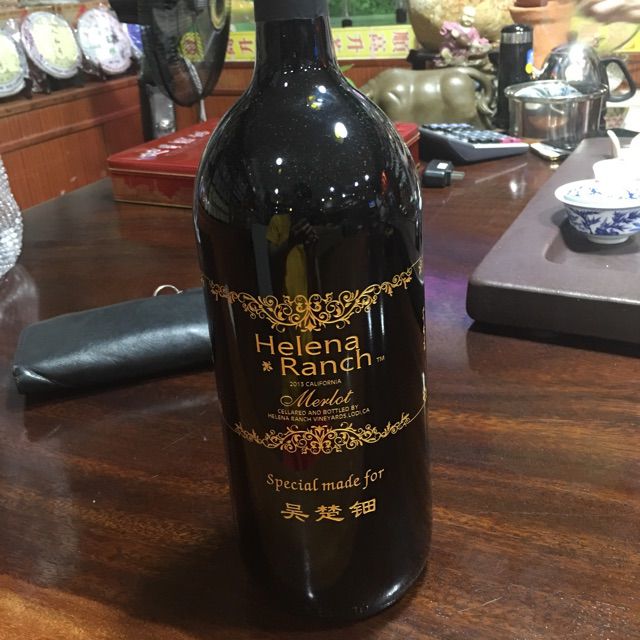 Helena
Ranch™
2013 CALIFORNIA
Merlot
CELLARED AND BOTTLED BY
HELENA RANCH VINEYARDS, LODI, CA
Special made for
吴楚钿